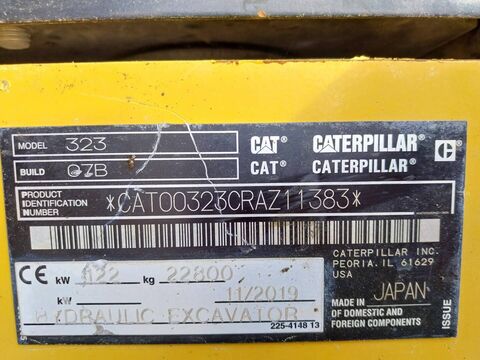 MODEL 323 CAT CATERPILLAR
BUILD 07B CAT CATERPILLAR
PRODUCT IDENTIFICATION NUMBER *CAT00323CRAZ11383*
CE kW 122 kg 22800
kW 11/2019
HYDRAULIC EXCAVATOR
225-4148 13
CATERPILLAR INC.
PEORIA, IL 61629
USA
MADE IN JAPAN
OF DOMESTIC AND
FOREIGN COMPONENTS
ISSUE